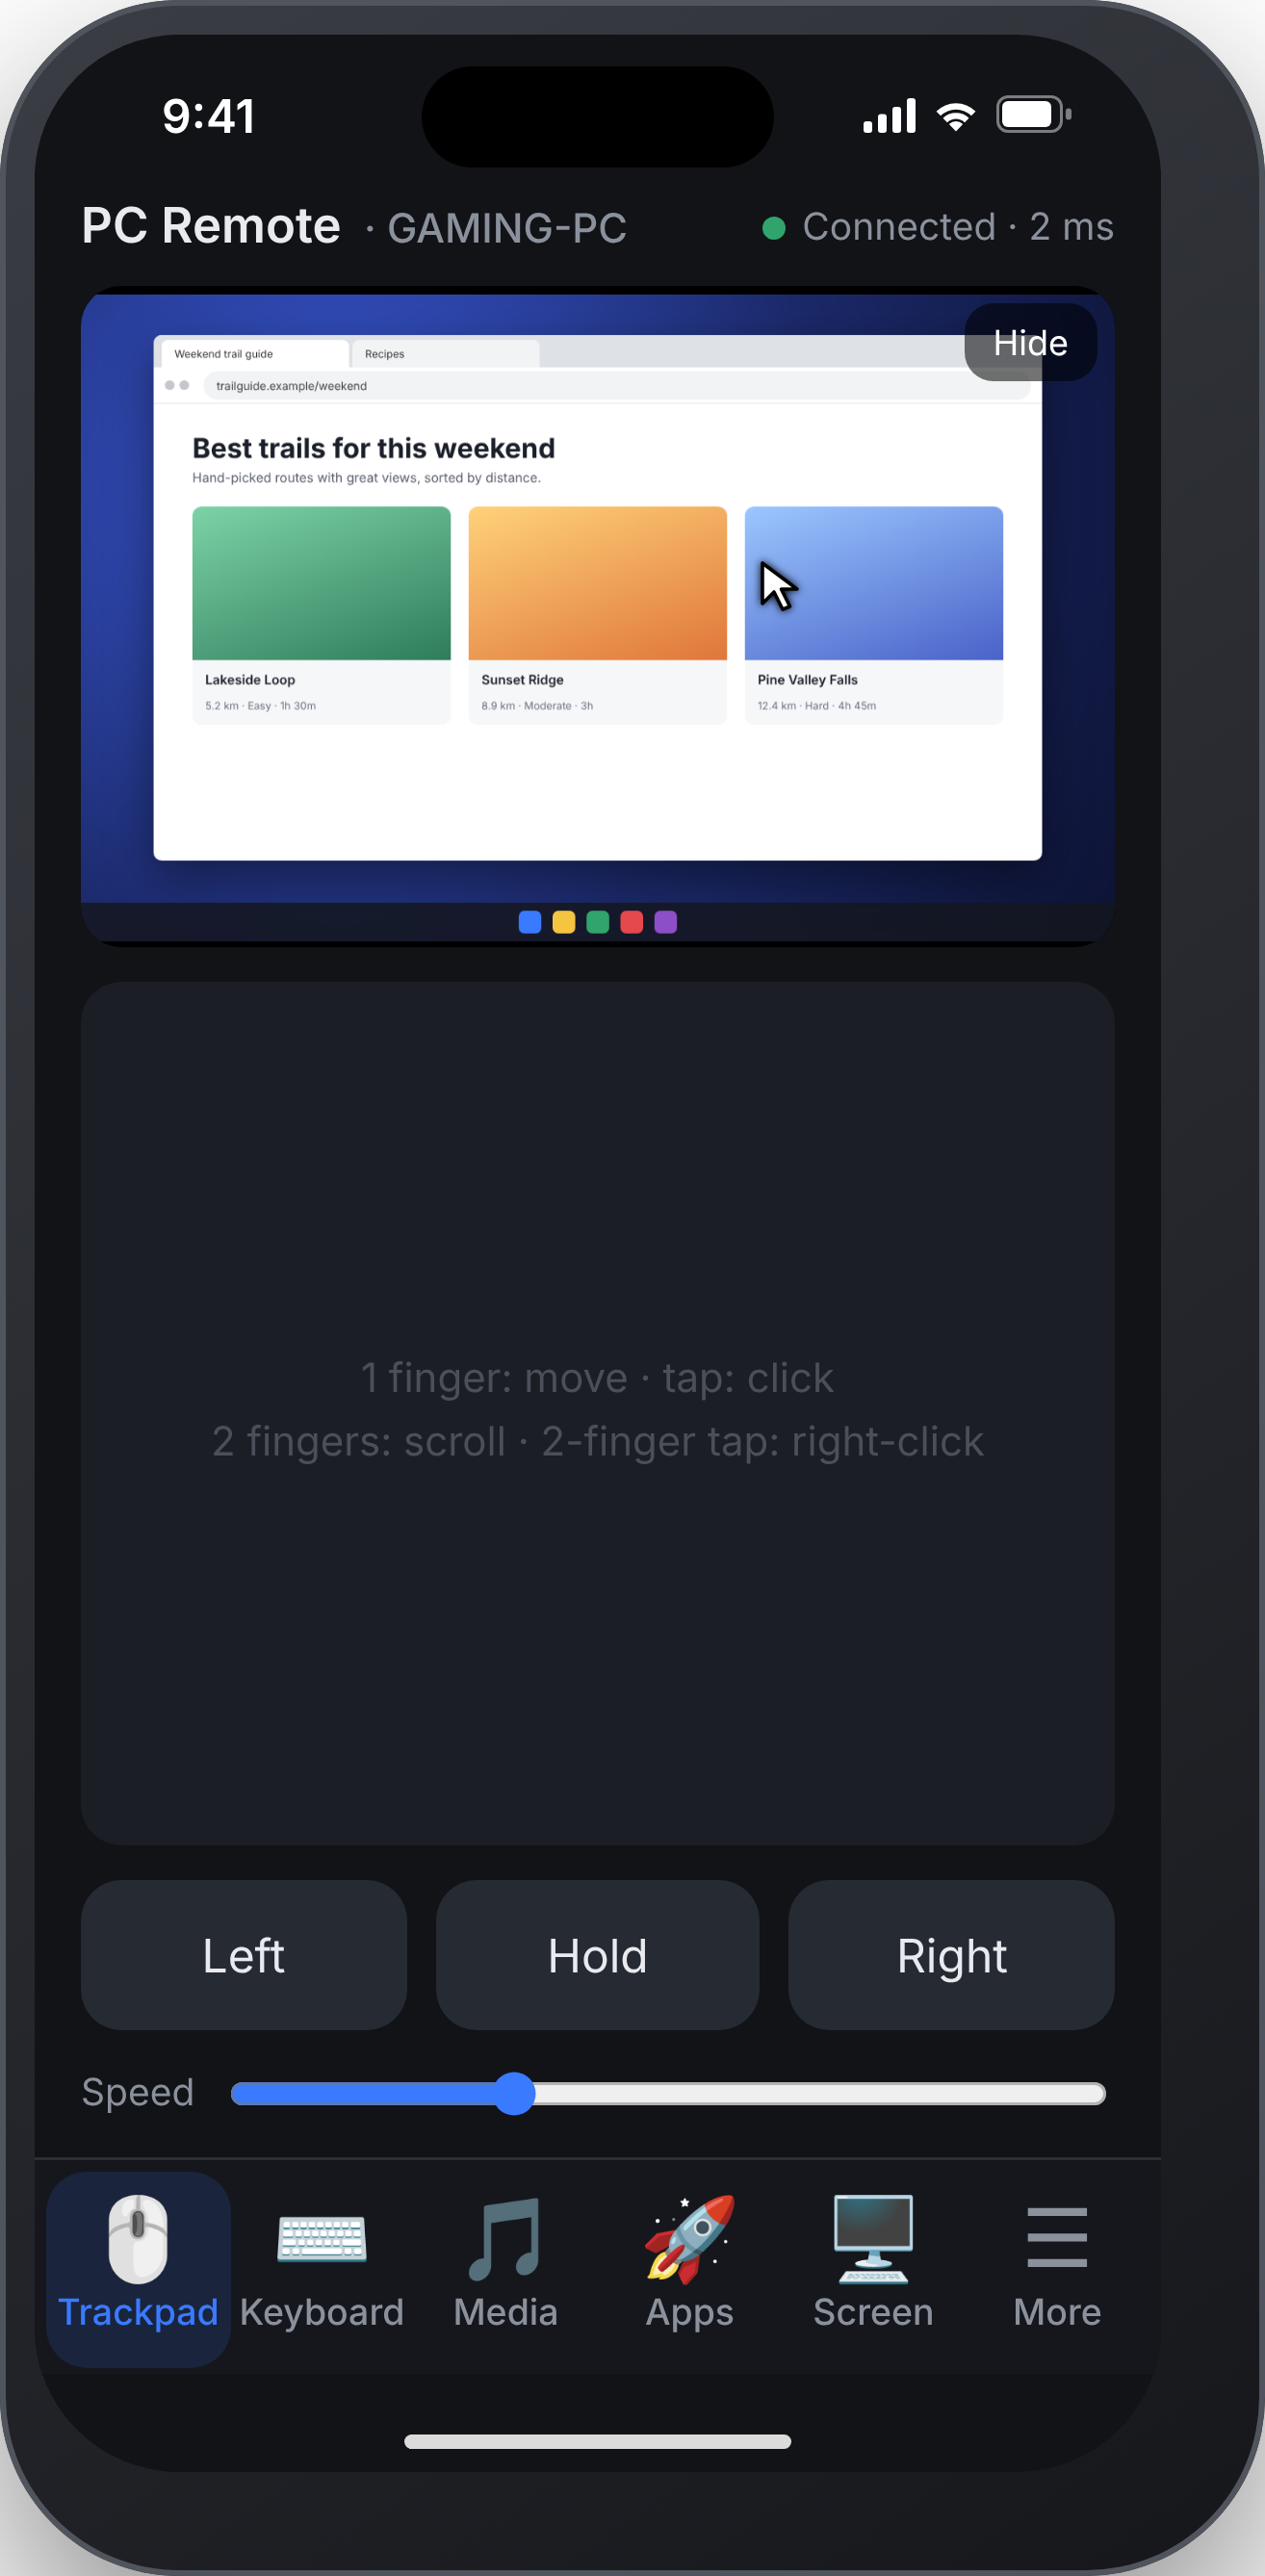 9:41
PC Remote · GAMING-PC
Connected · 2 ms
Hide
Weekend trail guide
Recipes
trailguide.example/weekend
Best trails for this weekend
Hand-picked routes with great views, sorted by distance.
Lakeside Loop
5.2 km · Easy · 1h 30m
Sunset Ridge
8.9 km · Moderate · 3h
Pine Valley Falls
12.4 km · Hard · 4h 45m
1 finger: move · tap: click
2 fingers: scroll · 2-finger tap: right-click
Left
Hold
Right
Speed
Trackpad
Keyboard
Media
Apps
Screen
More